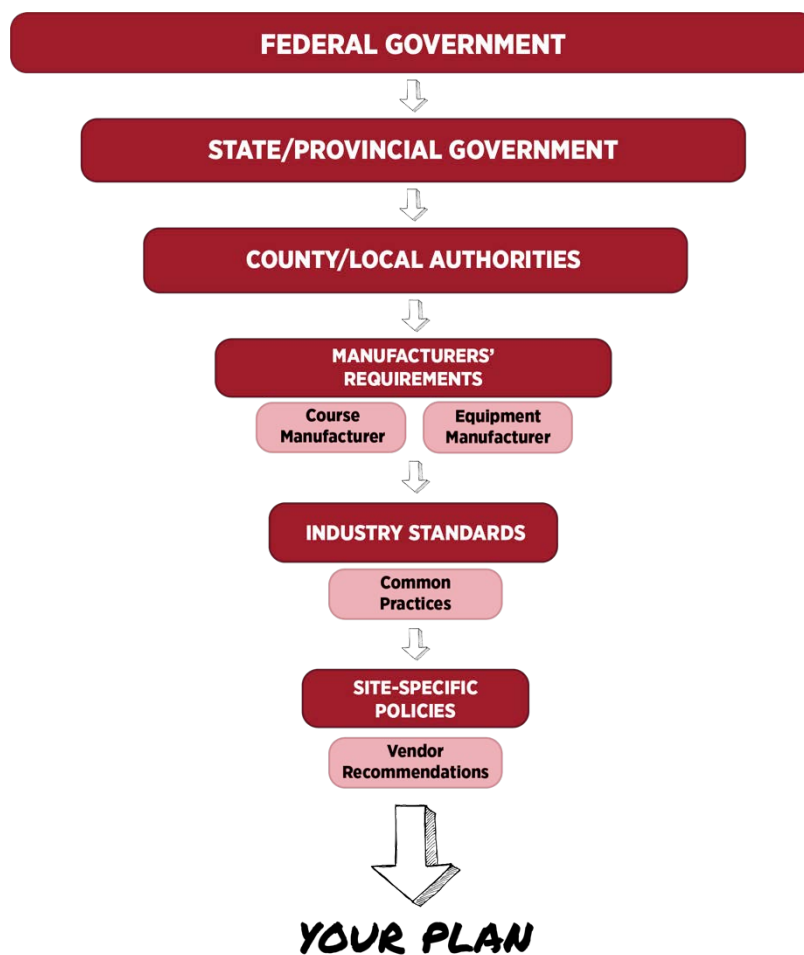 FEDERAL GOVERNMENT
STATE/PROVINCIAL GOVERNMENT
COUNTY/LOCAL AUTHORITIES
MANUFACTURERS’
REQUIREMENTS
Course
Manufacturer
Equipment
Manufacturer
INDUSTRY STANDARDS
Common
Practices
SITE-SPECIFIC
POLICIES
Vendor
Recommendations
YOUR PLAN